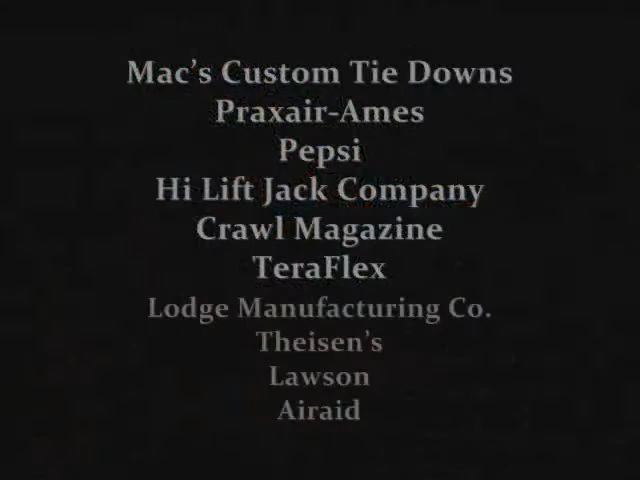 Mac’s Custom Tie Downs
Praxair-Ames
Pepsi
Hi Lift Jack Company
Crawl Magazine
TeraFlex
Lodge Manufacturing Co.
Theisen’s
Lawson
Airaid